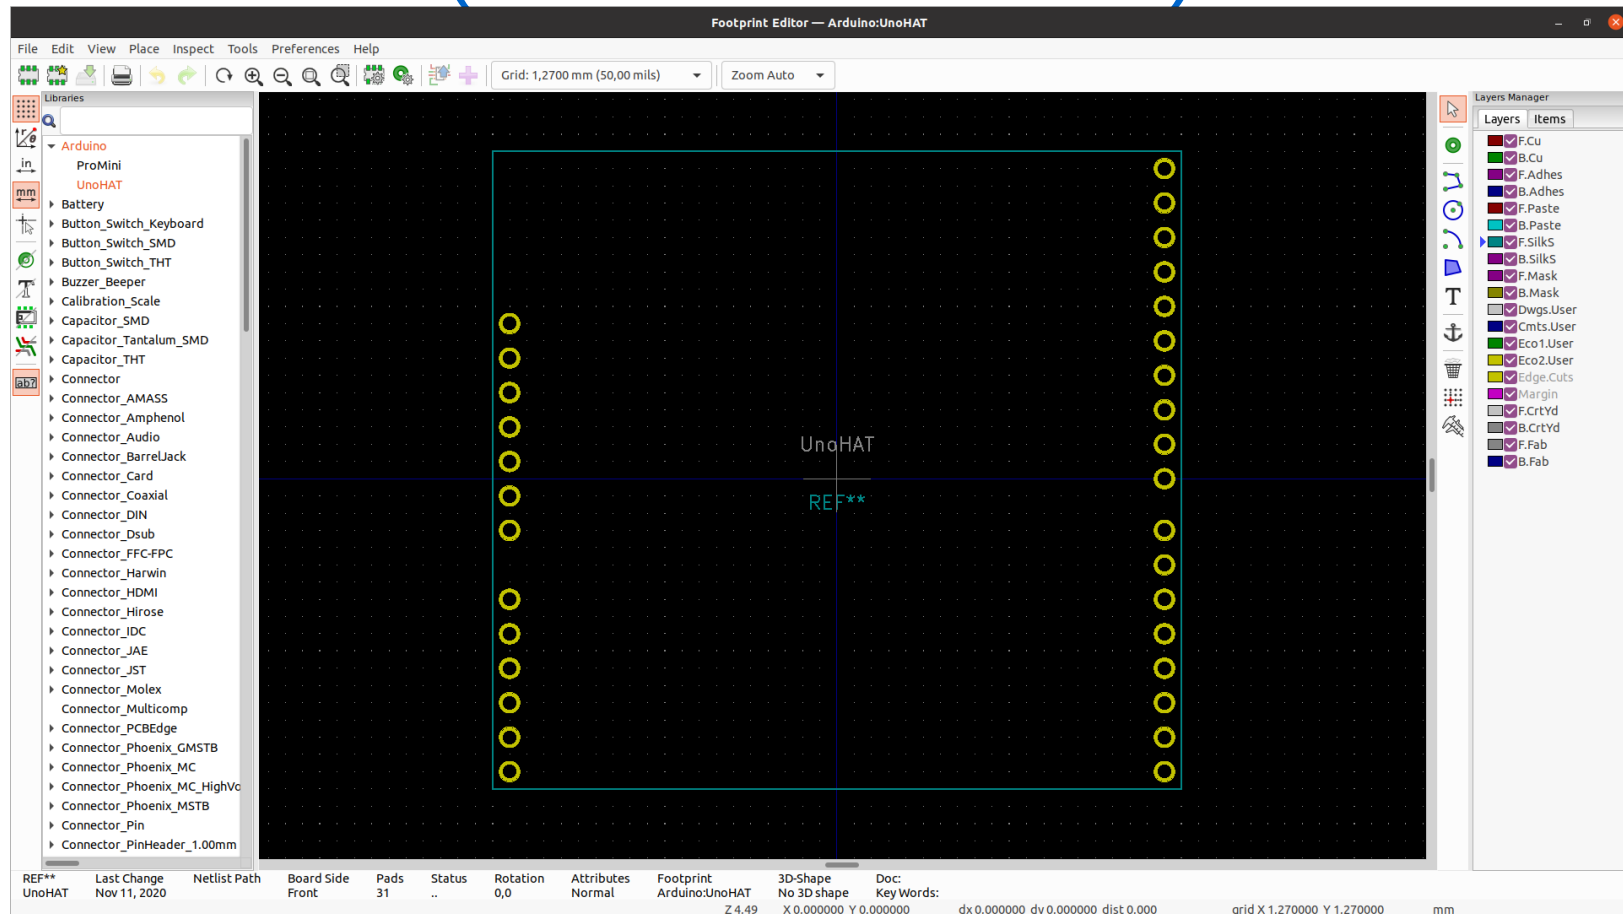 Footprint Editor — Arduino:UnoHAT
File Edit View Place Inspect Tools Preferences Help
Grid: 1,2700 mm (50,00 mils) Zoom Auto
Libraries
Layers Manager
Layers Items
in
mm
ab?
Arduino
ProMini
UnoHAT
Battery
Button_Switch_Keyboard
Button_Switch_SMD
Button_Switch_THT
Buzzer_Beeper
Calibration_Scale
Capacitor_SMD
Capacitor_Tantalum_SMD
Capacitor_THT
Connector
Connector_AMASS
Connector_Amphenol
Connector_Audio
Connector_BarrelJack
Connector_Card
Connector_Coaxial
Connector_DIN
Connector_Dsub
Connector_FFC-FPC
Connector_Harwin
Connector_HDMI
Connector_Hirose
Connector_IDC
Connector_JAE
Connector_JST
Connector_Molex
Connector_Multicomp
Connector_PCBEdge
Connector_Phoenix_GMSTB
Connector_Phoenix_MC
Connector_Phoenix_MC_HighVo
Connector_Phoenix_MSTB
Connector_Pin
Connector_PinHeader_1.00mm
UnoHAT
REF**
T
F.Cu
B.Cu
F.Adhes
B.Adhes
F.Paste
B.Paste
F.SilkS
B.SilkS
F.Mask
B.Mask
Dwgs.User
Cmts.User
Eco1.User
Eco2.User
Edge.Cuts
Margin
F.CrtYd
B.CrtYd
F.Fab
B.Fab
REF** Last Change Netlist Path Board Side Pads Status Rotation Attributes Footprint 3D-Shape Doc:
UnoHAT Nov 11, 2020 Front 31 .. 0,0 Normal Arduino:UnoHAT No 3D shape Key Words:
Z 4.49 X 0.000000 Y 0.000000 dx 0.000000 dy 0.000000 dist 0.000 grid X 1.270000 Y 1.270000 mm